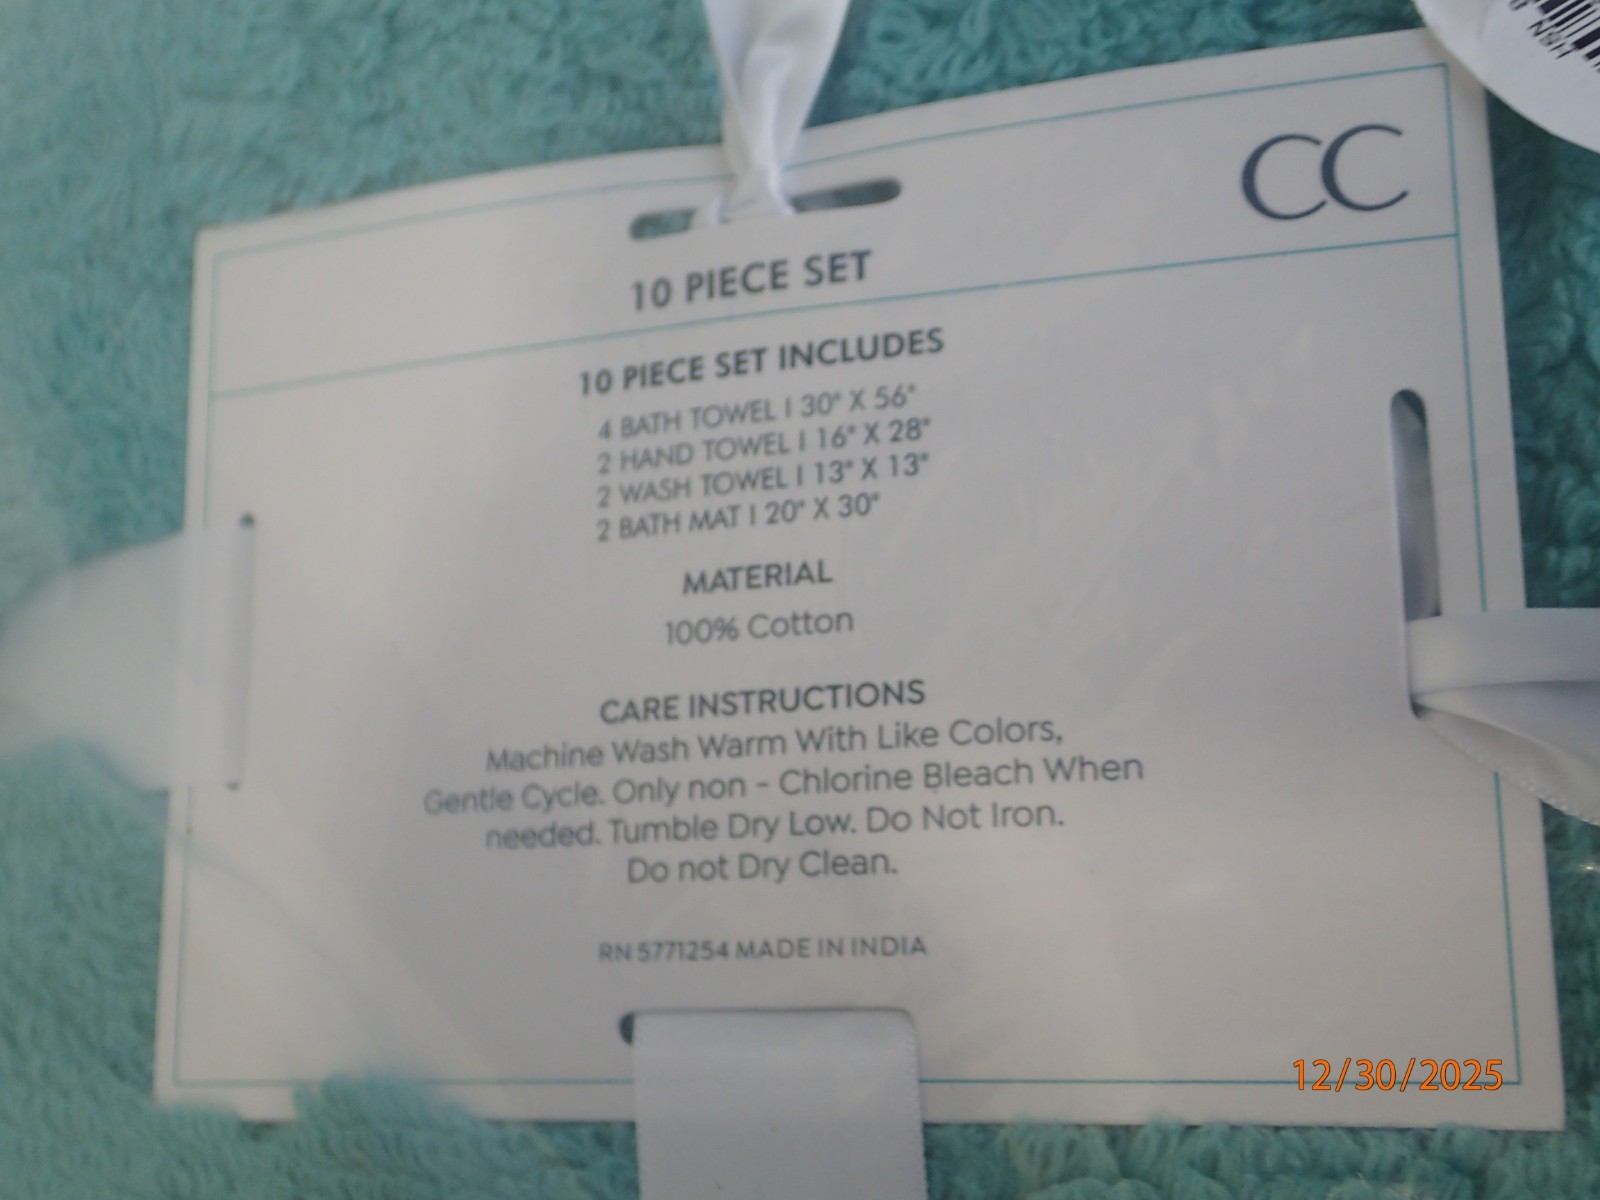 CC
10 PIECE SET
10 PIECE SET INCLUDES
4 BATH TOWEL | 30" X 56"
2 HAND TOWEL | 16" X 28"
2 WASH TOWEL | 13" X 13"
2 BATH MAT | 20" X 30"
MATERIAL
100% Cotton
CARE INSTRUCTIONS
Machine Wash Warm With Like Colors,
Gentle Cycle. Only non - Chlorine Bleach When
needed. Tumble Dry Low. Do Not Iron.
Do not Dry Clean.
RN 5771254 MADE IN INDIA
12/30/2025